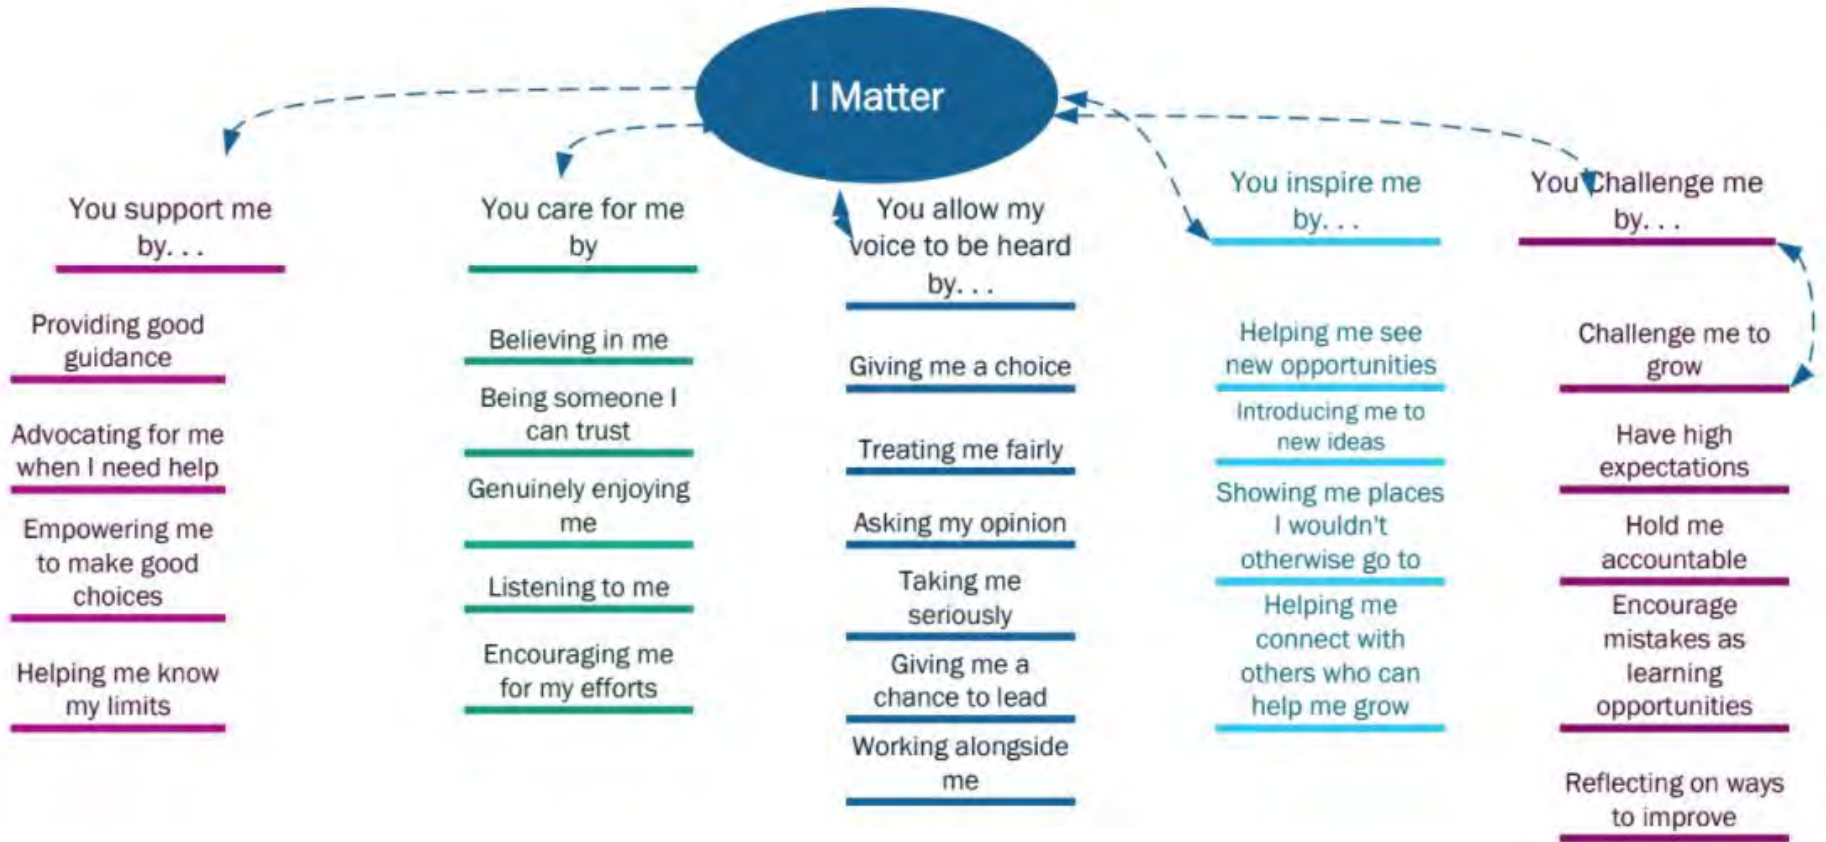 I Matter
You support me
by. . .
Providing good
guidance
Advocating for me
when I need help
Empowering me
to make good
choices
Helping me know
my limits
You care for me
by
Believing in me
Being someone I
can trust
Genuinely enjoying
me
Listening to me
Encouraging me
for my efforts
You allow my
voice to be heard
by. . .
Giving me a choice
Treating me fairly
Asking my opinion
Taking me
seriously
Giving me a
chance to lead
Working alongside
me
You inspire me
by. . .
Helping me see
new opportunities
Introducing me to
new ideas
Showing me places
I wouldn't
otherwise go to
Helping me
connect with
others who can
help me grow
You Challenge me
by. . .
Challenge me to
grow
Have high
expectations
Hold me
accountable
Encourage
mistakes as
learning
opportunities
Reflecting on ways
to improve